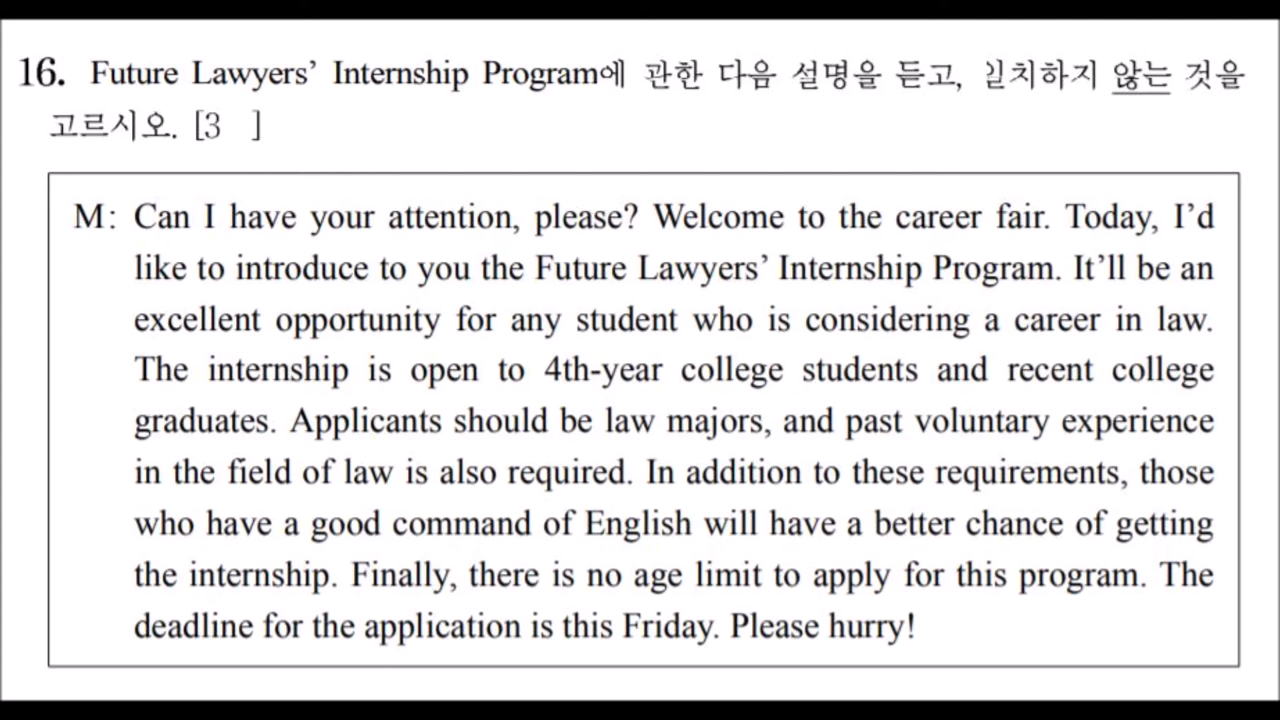 16. Future Lawyers’ Internship Program에 관한 다음 설명을 듣고, 일치하지 않는 것을
고르시오. [3 ]
M: Can I have your attention, please? Welcome to the career fair. Today, I’d
like to introduce to you the Future Lawyers’ Internship Program. It’ll be an
excellent opportunity for any student who is considering a career in law.
The internship is open to 4th-year college students and recent college
graduates. Applicants should be law majors, and past voluntary experience
in the field of law is also required. In addition to these requirements, those
who have a good command of English will have a better chance of getting
the internship. Finally, there is no age limit to apply for this program. The
deadline for the application is this Friday. Please hurry!